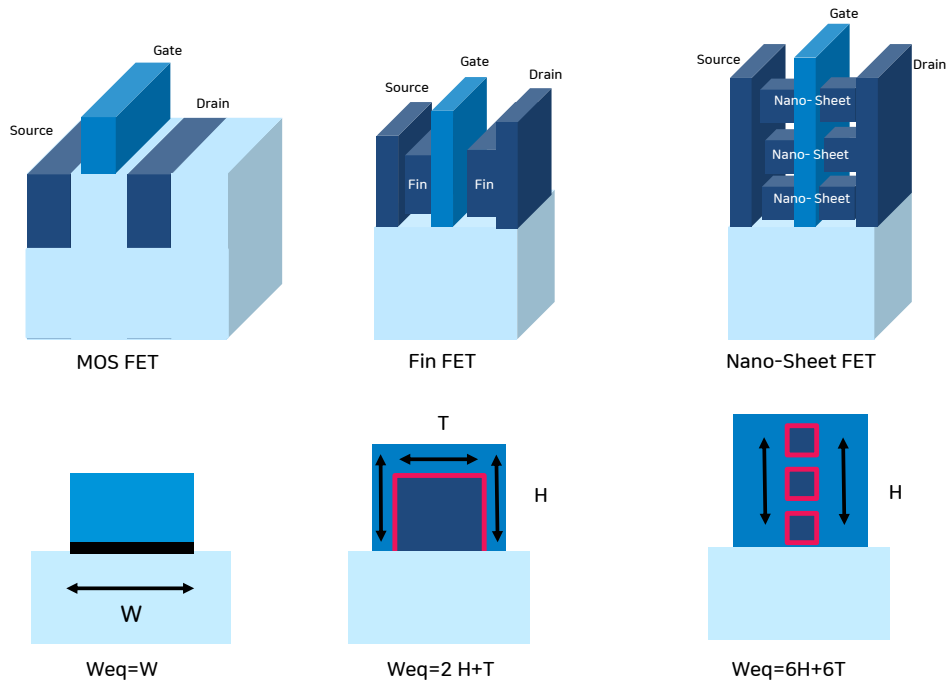 Gate
Source
Drain
MOS FET
Gate
Source
Drain
Fin
Fin
Fin FET
Gate
Source
Drain
Nano- Sheet
Nano- Sheet
Nano- Sheet
Nano-Sheet FET
W
Weq=W
T
H
Weq=2 H+T
H
Weq=6H+6T